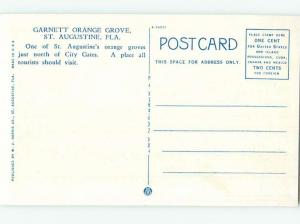 GARNETT ORANGE GROVE,
ST. AUGUSTINE, FLA.
One of St. Augustine's orange groves
just north of City Gates. A place all
tourists should visit.
POST CARD
THIS SPACE FOR ADDRESS ONLY.
PLACE STAMP HERE
ONE CENT
FOR United States
AND ISLAND
POSSESSIONS, CUBA,
CANADA AND MEXICO
TWO CENTS
FOR FOREIGN